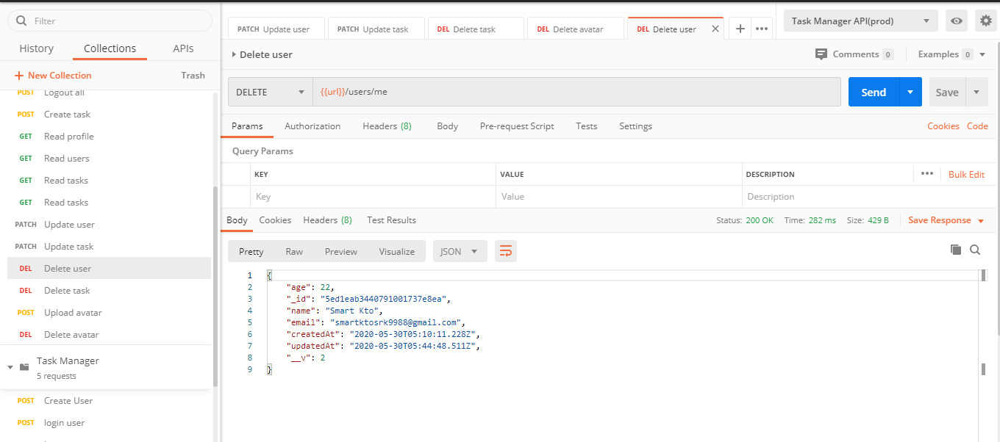 Filter
History Collections APIs
+ New Collection Trash
POST Logout all
POST Create task
GET Read profile
GET Read users
GET Read tasks
GET Read tasks
PATCH Update user
PATCH Update task
DEL Delete user
DEL Delete task
POST Upload avatar
DEL Delete avatar
Task Manager
5 requests
POST Create User
POST login user
PATCH Update user PATCH Update task DEL Delete task DEL Delete avatar DEL Delete user Task Manager API(prod)
Delete user Comments 0 Examples 0
DELETE {{url}}/users/me Send Save
Params Authorization Headers (8) Body Pre-request Script Tests Settings Cookies Code
Query Params
KEY VALUE DESCRIPTION Bulk Edit
Key Value Description
Body Cookies Headers (8) Test Results Status: 200 OK Time: 282 ms Size: 429 B Save Response
Pretty Raw Preview Visualize JSON
1 {
2 "age": 22,
3 "_id": "5ed1eab3440791001737e8ea",
4 "name": "Smart Kto",
5 "email": "smartktosrk9988@gmail.com",
6 "createdAt": "2020-05-30T05:10:11.228Z",
7 "updatedAt": "2020-05-30T05:44:48.511Z",
8 "__v": 2
9 }